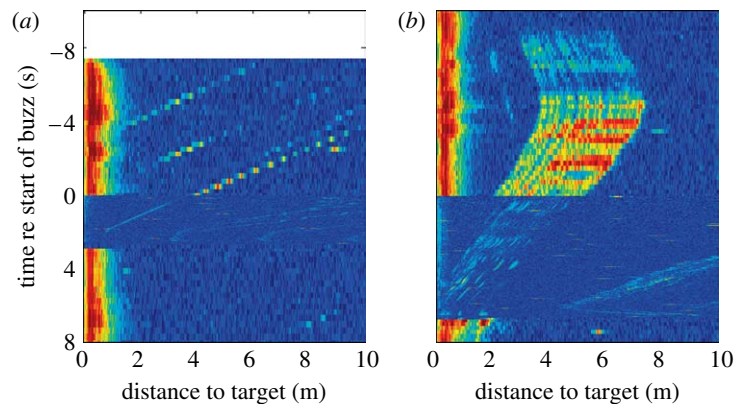 (a)
(b)
time re start of buzz (s)
−8
−4
0
4
8
0 2 4 6 8 10
0 2 4 6 8 10
distance to target (m)
distance to target (m)